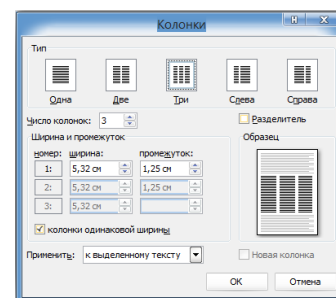 Колонки
Тип
Одна Две Три Слева Справа
Число колонок: 3 Разделитель
Ширина и промежуток Образец
Номер: ширина: промежуток:
1: 5,32 см 1,25 см
2: 5,32 см 1,25 см
3: 5,32 см
колонки одинаковой ширины
Применить: к выделенному тексту Новая колонка
ОК Отмена